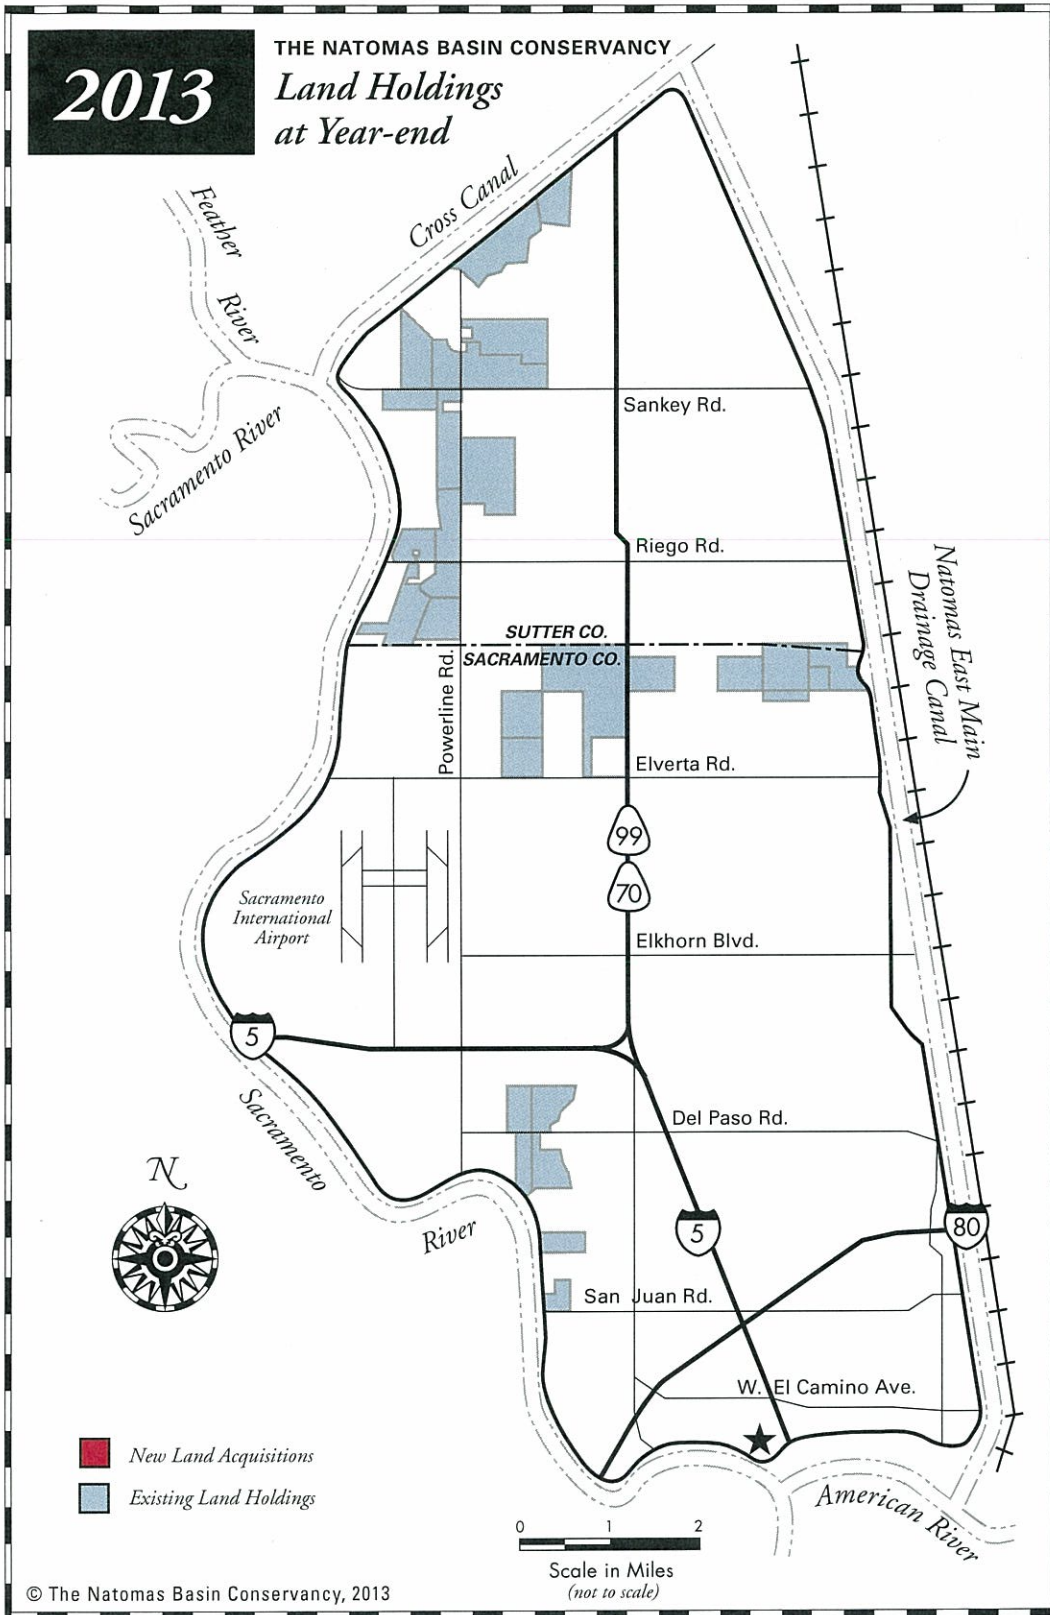 2013
THE NATOMAS BASIN CONSERVANCY
Land Holdings
at Year-end
Cross Canal
Feather
River
Sacramento River
Sankey Rd.
Riego Rd.
Natomas East Main
Drainage Canal
SUTTER CO.
SACRAMENTO CO.
Powerline Rd.
Elverta Rd.
99
70
Sacramento
International
Airport
Elkhorn Blvd.
5
Sacramento
River
Del Paso Rd.
N
5
80
San Juan Rd.
W. El Camino Ave.
New Land Acquisitions
Existing Land Holdings
American River
0 1 2
Scale in Miles
(not to scale)
© The Natomas Basin Conservancy, 2013